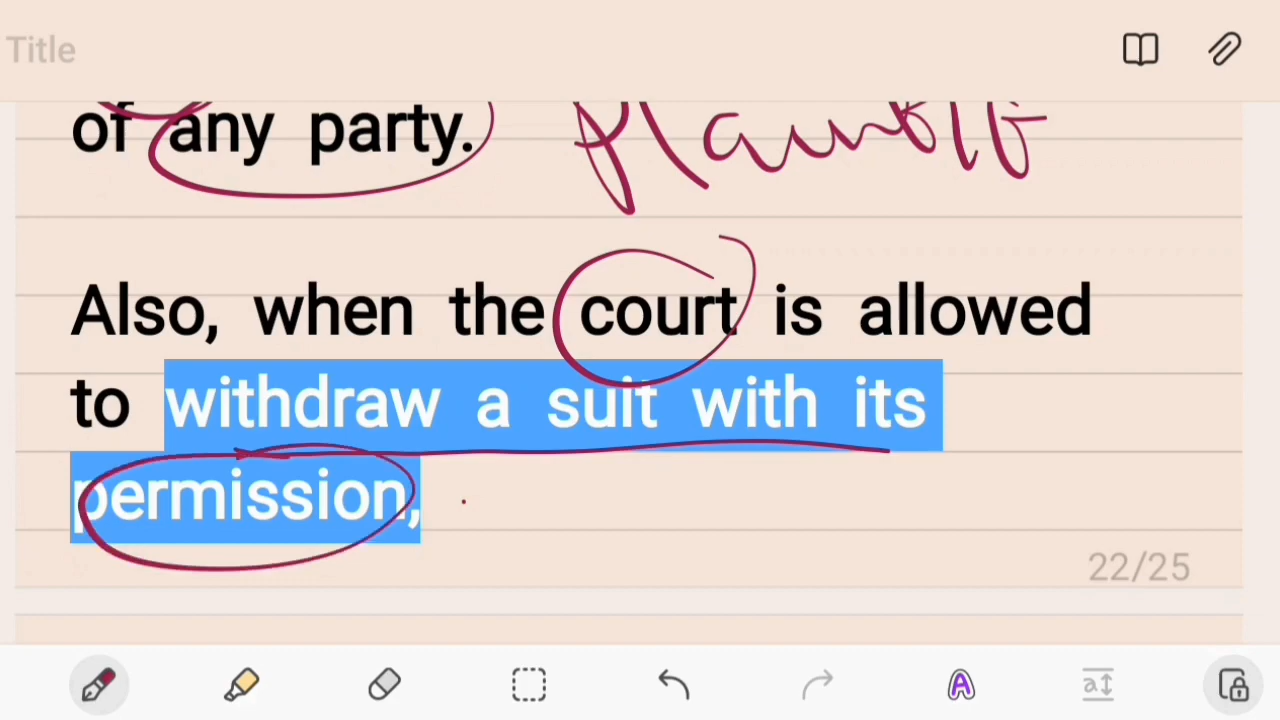 Title
of any party. plaintiff
Also, when the court is allowed
to withdraw a suit with its
permission,
22/25
A
a